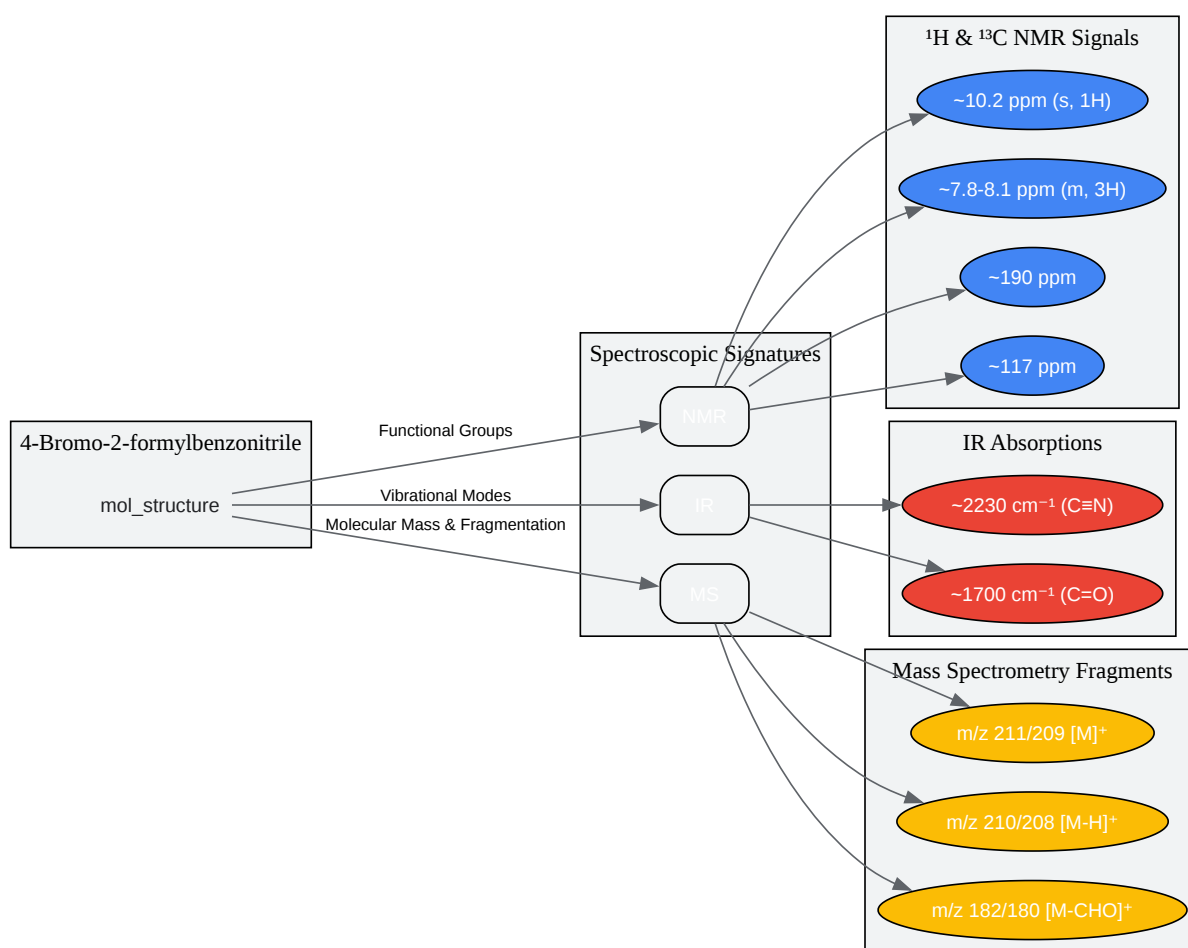 4-Bromo-2-formylbenzonitrile
mol_structure
Functional Groups
Vibrational Modes
Molecular Mass & Fragmentation
Spectroscopic Signatures
NMR
IR
MS
¹H & ¹³C NMR Signals
~10.2 ppm (s, 1H)
~7.8-8.1 ppm (m, 3H)
~190 ppm
~117 ppm
IR Absorptions
~2230 cm⁻¹ (C≡N)
~1700 cm⁻¹ (C=O)
Mass Spectrometry Fragments
m/z 211/209 [M]⁺
m/z 210/208 [M-H]⁺
m/z 182/180 [M-CHO]⁺